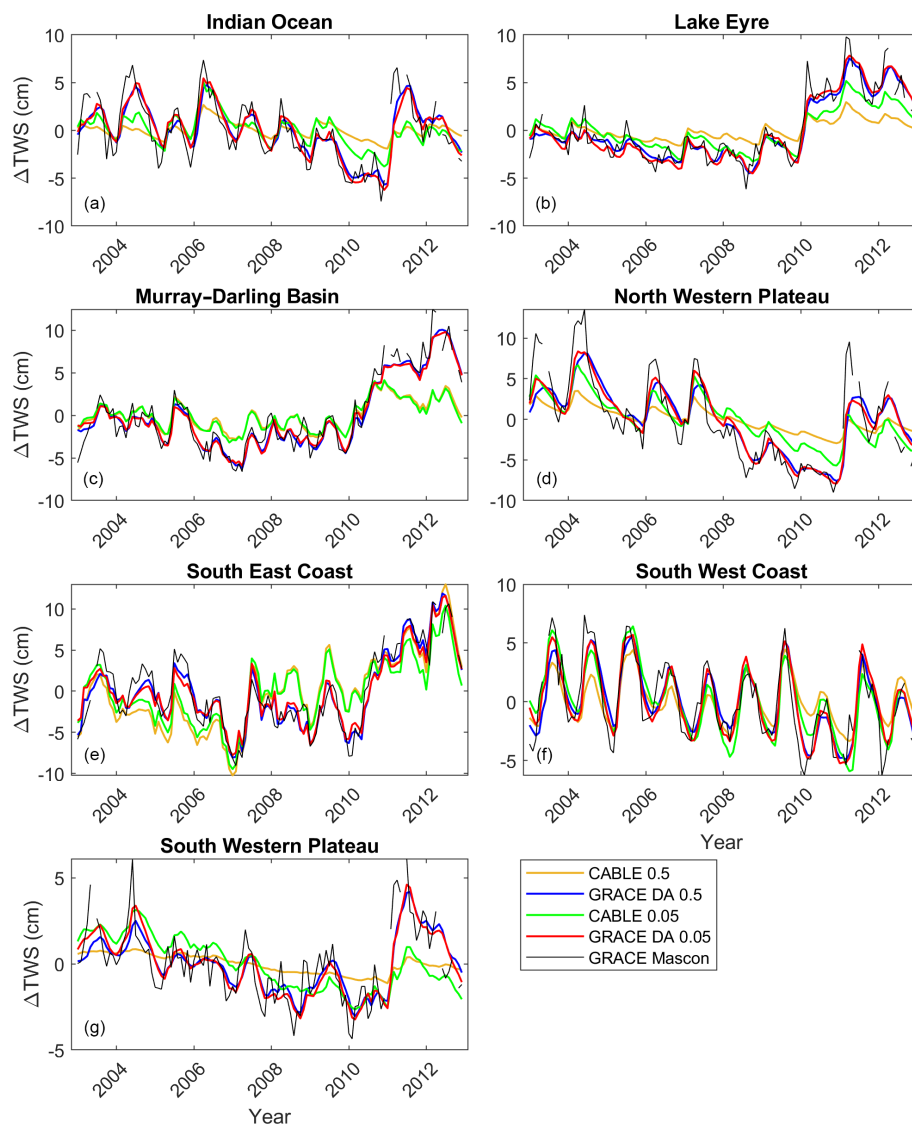 Indian Ocean
ΔTWS (cm)
10
5
0
-5
-10
(a)
2004
2006
2008
2010
2012
Lake Eyre
10
5
0
-5
-10
(b)
2004
2006
2008
2010
2012
Murray–Darling Basin
ΔTWS (cm)
10
5
0
-5
-10
(c)
2004
2006
2008
2010
2012
North Western Plateau
10
5
0
-5
-10
(d)
2004
2006
2008
2010
2012
South East Coast
ΔTWS (cm)
10
5
0
-5
-10
(e)
2004
2006
2008
2010
2012
South West Coast
10
5
0
-5
(f)
2004
2006
2008
2010
2012
Year
South Western Plateau
ΔTWS (cm)
5
0
-5
(g)
2004
2006
2008
2010
2012
Year
CABLE 0.5
GRACE DA 0.5
CABLE 0.05
GRACE DA 0.05
GRACE Mascon